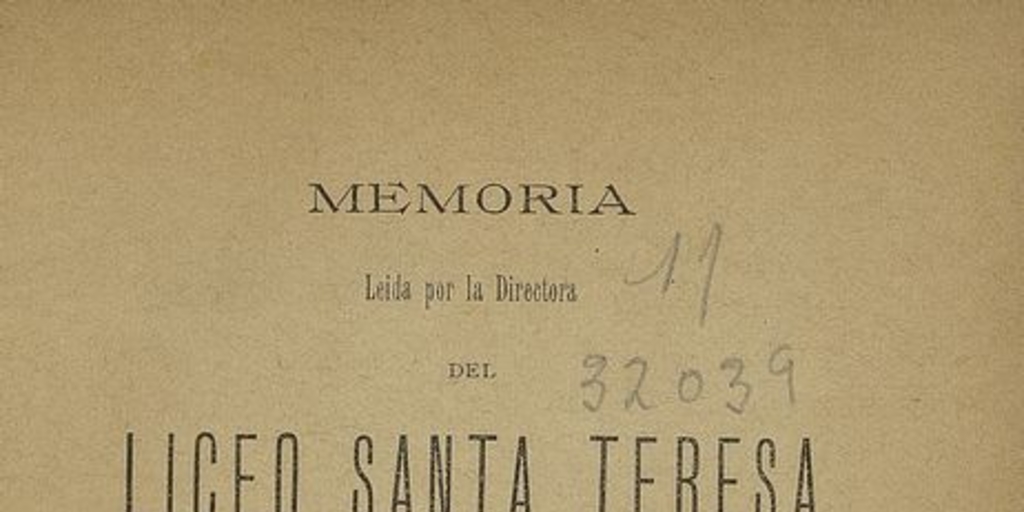 MEMORIA
Leida por la Directora
11
DEL
32039
LICEO SANTA TERESA